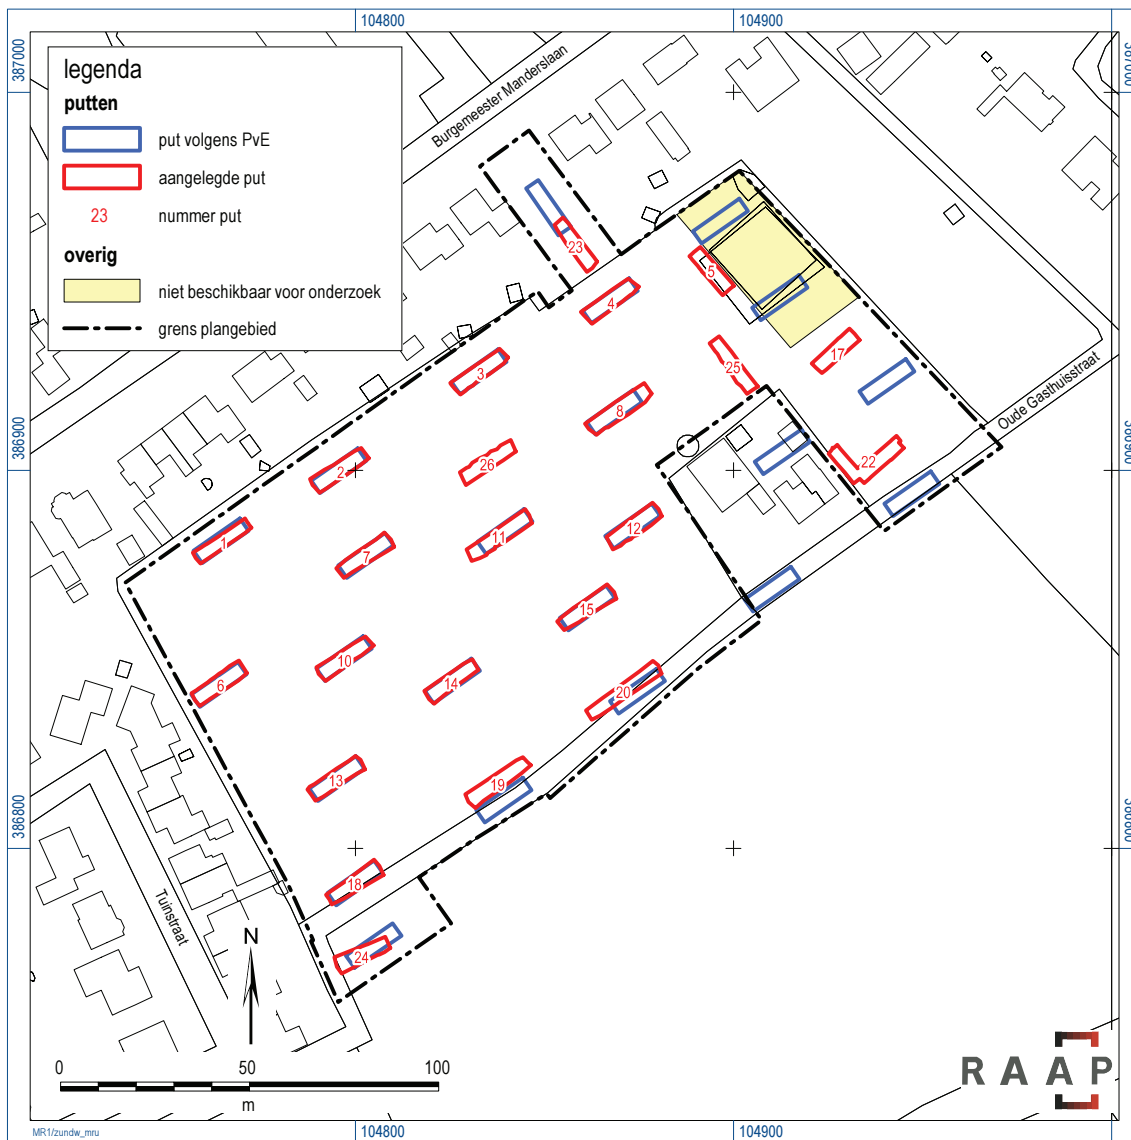 104800
104900
387000
387000
legenda
putten
put volgens PvE
aangelegde put
23
nummer put
overig
niet beschikbaar voor onderzoek
grens plangebied
Burgemeester Manderslaan
23
5
4
17
3
25
8
Oude Gasthuisstraat
386900
386900
2
26
22
1
7
11
12
15
10
6
14
20
13
19
386800
386800
18
Tuinstraat
24
N
0
50
100
m
RAAP
MR1/zundw_mru
104800
104900